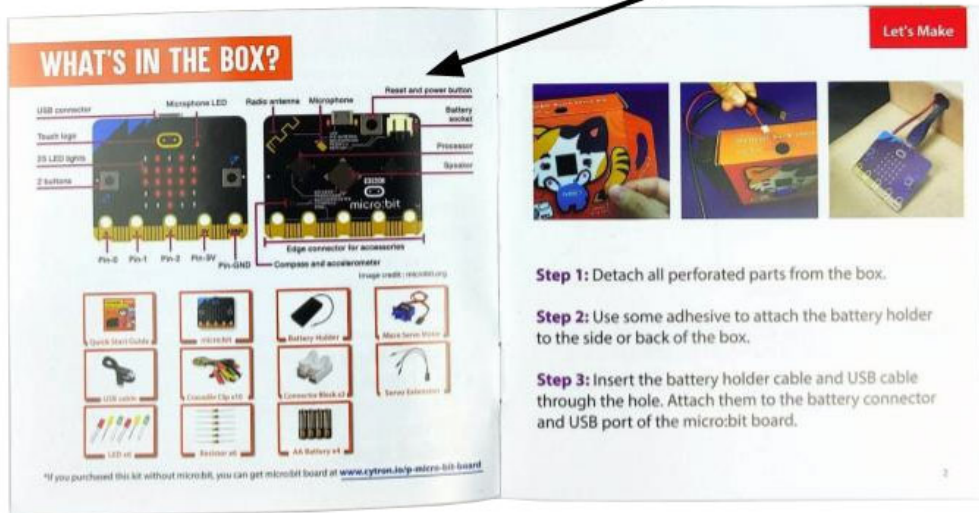 WHAT'S IN THE BOX?
USB connector
Microphone LED
Radio antenna
Microphone
Reset and power button
Battery
socket
Touch logo
25 LED lights
2 buttons
Processor
Speaker
micro:bit
Pin-0
Pin-1
Pin-2
Pin-3V
Pin-GND
Edge connector for accessories
Compass and accelerometer
Image credit : microbit.org
Quick Start Guide
micro:bit
Battery Holder
Micro Servo Motor
USB cable
Crocodile Clip x10
Connector Block x2
Servo Extension
LED x6
Resistor x6
AA Battery x4
*If you purchased this kit without micro:bit, you can get micro:bit board at www.cytron.io/p-micro-bit-board
Let's Make
Step 1: Detach all perforated parts from the box.
Step 2: Use some adhesive to attach the battery holder
to the side or back of the box.
Step 3: Insert the battery holder cable and USB cable
through the hole. Attach them to the battery connector
and USB port of the micro:bit board.
2